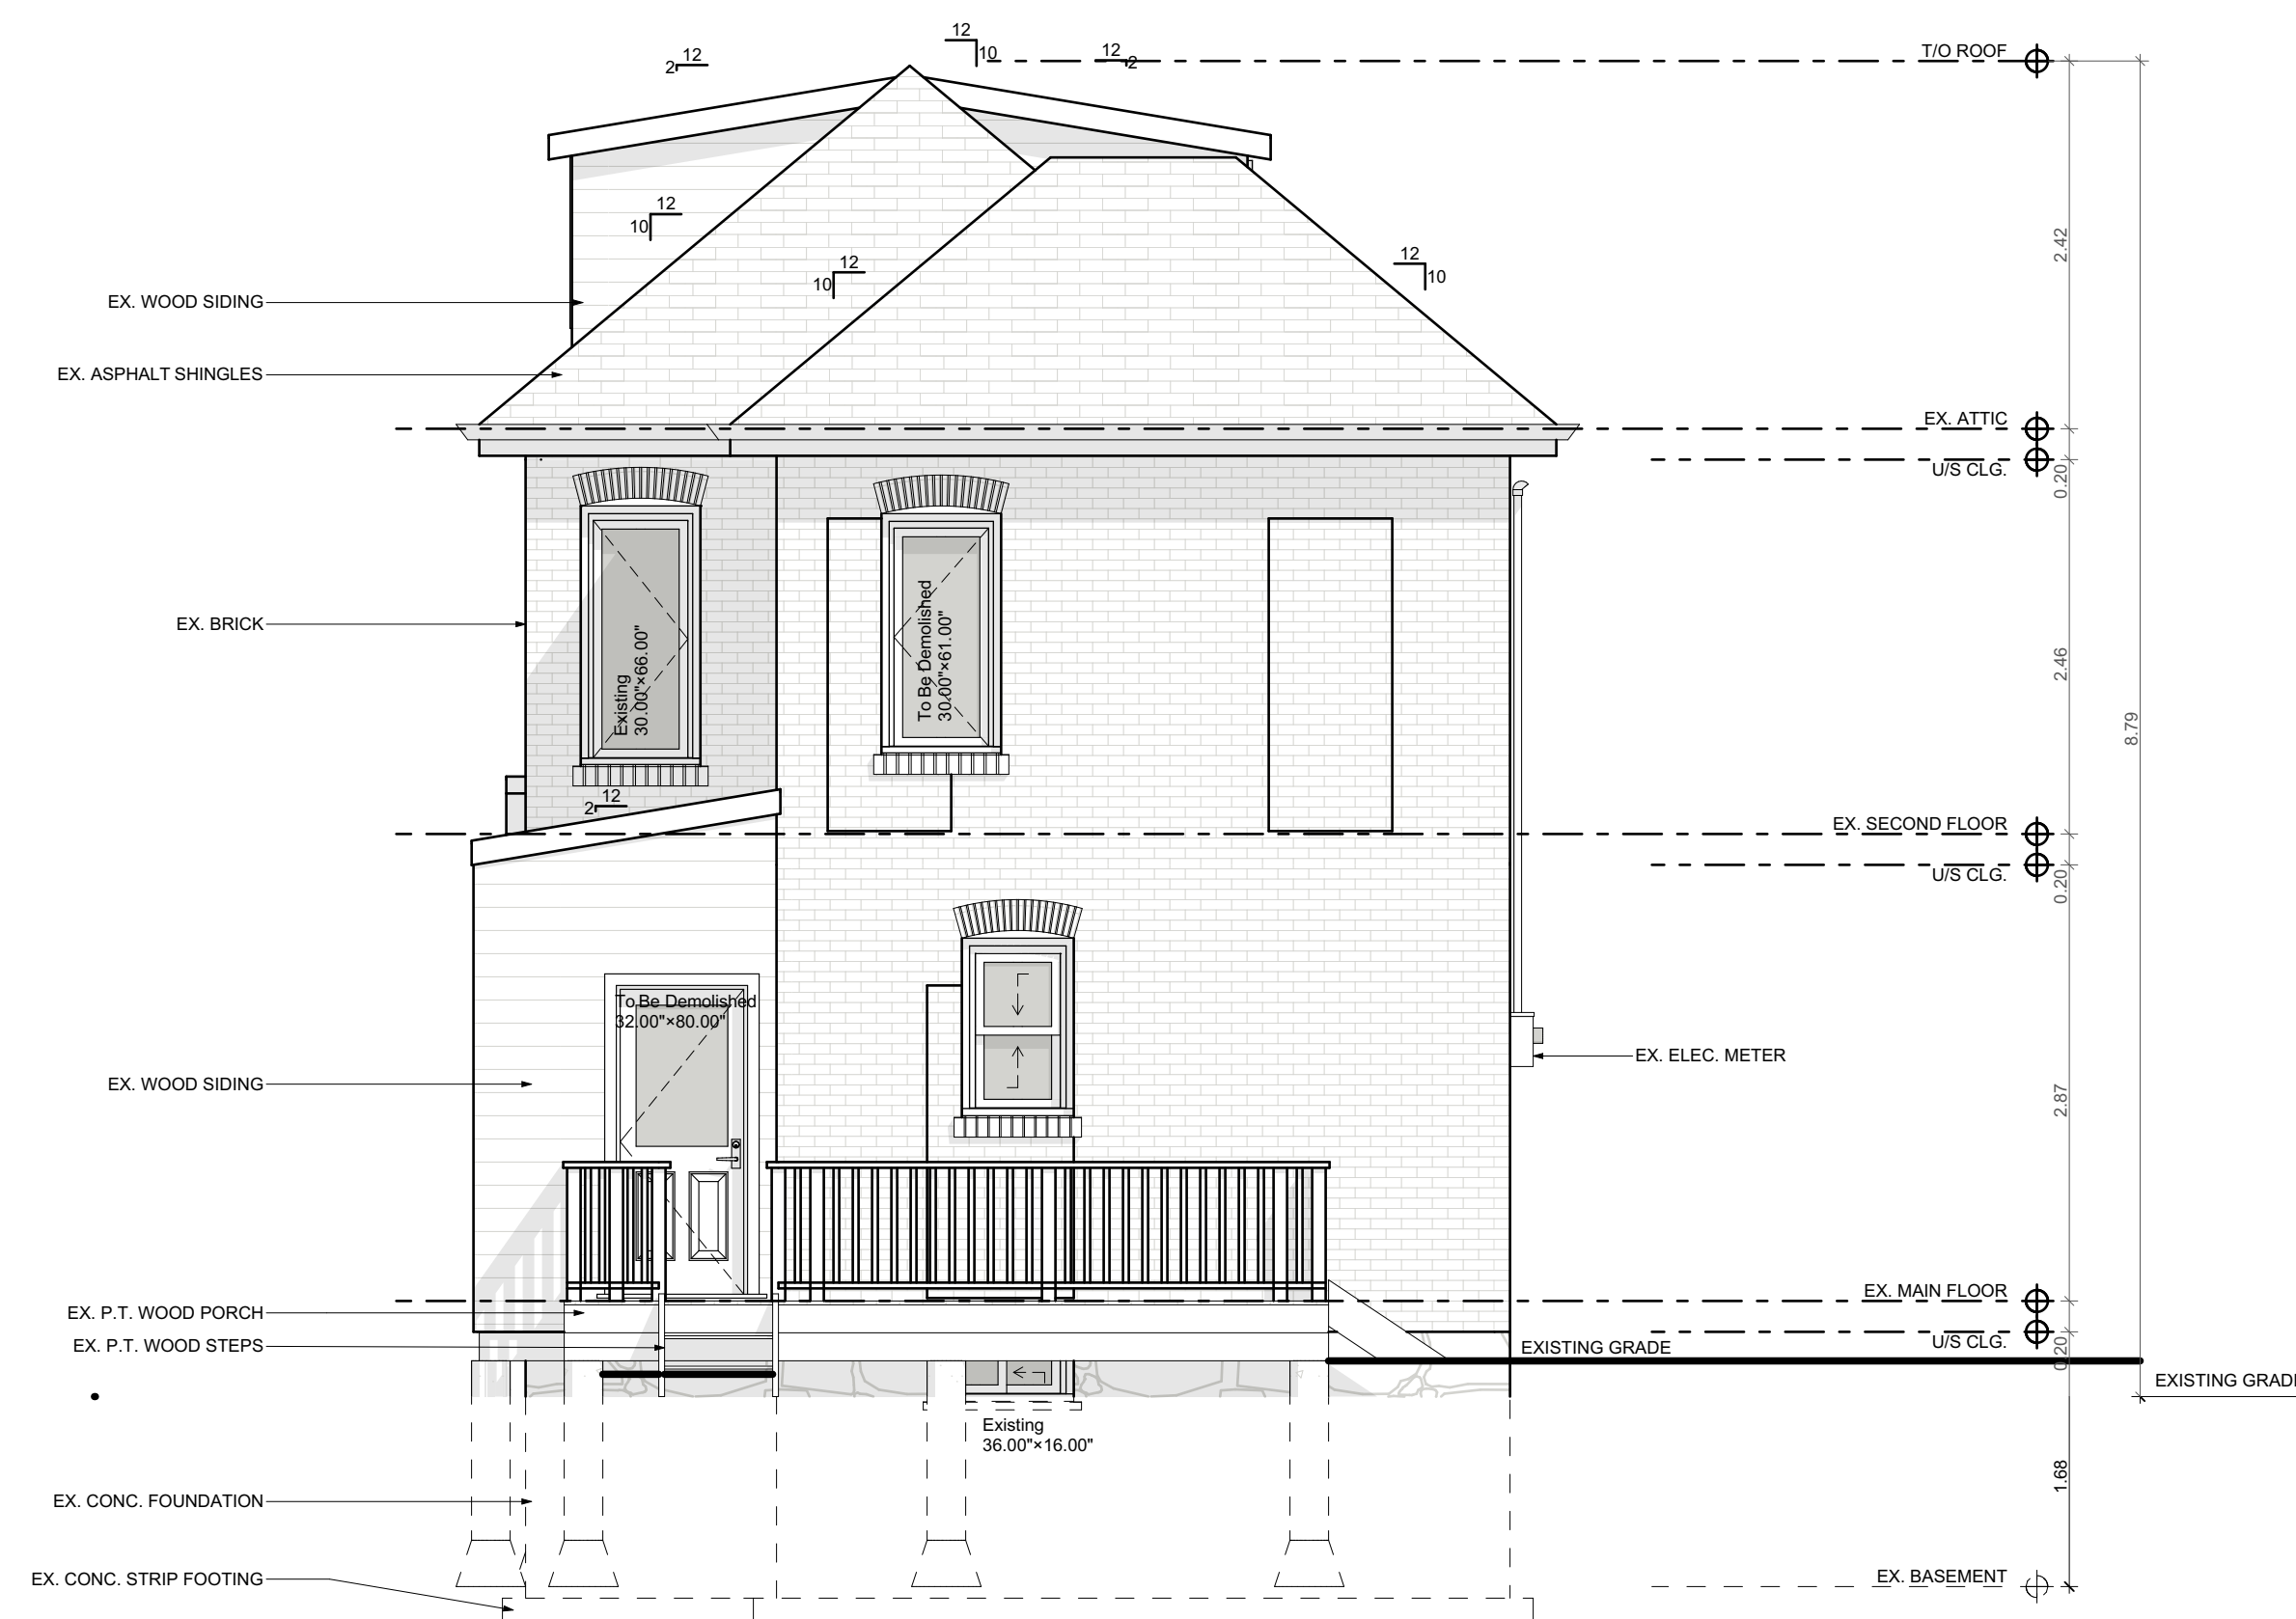 12
12
10
12
2
2
T/O ROOF
12
10
12
10
12
10
2.42
EX. WOOD SIDING
EX. ASPHALT SHINGLES
EX. ATTIC
U/S CLG.
0.20
EX. BRICK
Existing
30.00"×66.00"
To Be Demolished
30.00"×61.00"
2.46
8.79
12
2
EX. SECOND FLOOR
U/S CLG.
0.20
To Be Demolished
32.00"×80.00"
EX. ELEC. METER
EX. WOOD SIDING
2.87
EX. P.T. WOOD PORCH
EX. MAIN FLOOR
EX. P.T. WOOD STEPS
EXISTING GRADE
U/S CLG.
0.20
EXISTING GRADE
Existing
36.00"×16.00"
1.68
EX. CONC. FOUNDATION
EX. CONC. STRIP FOOTING
EX. BASEMENT